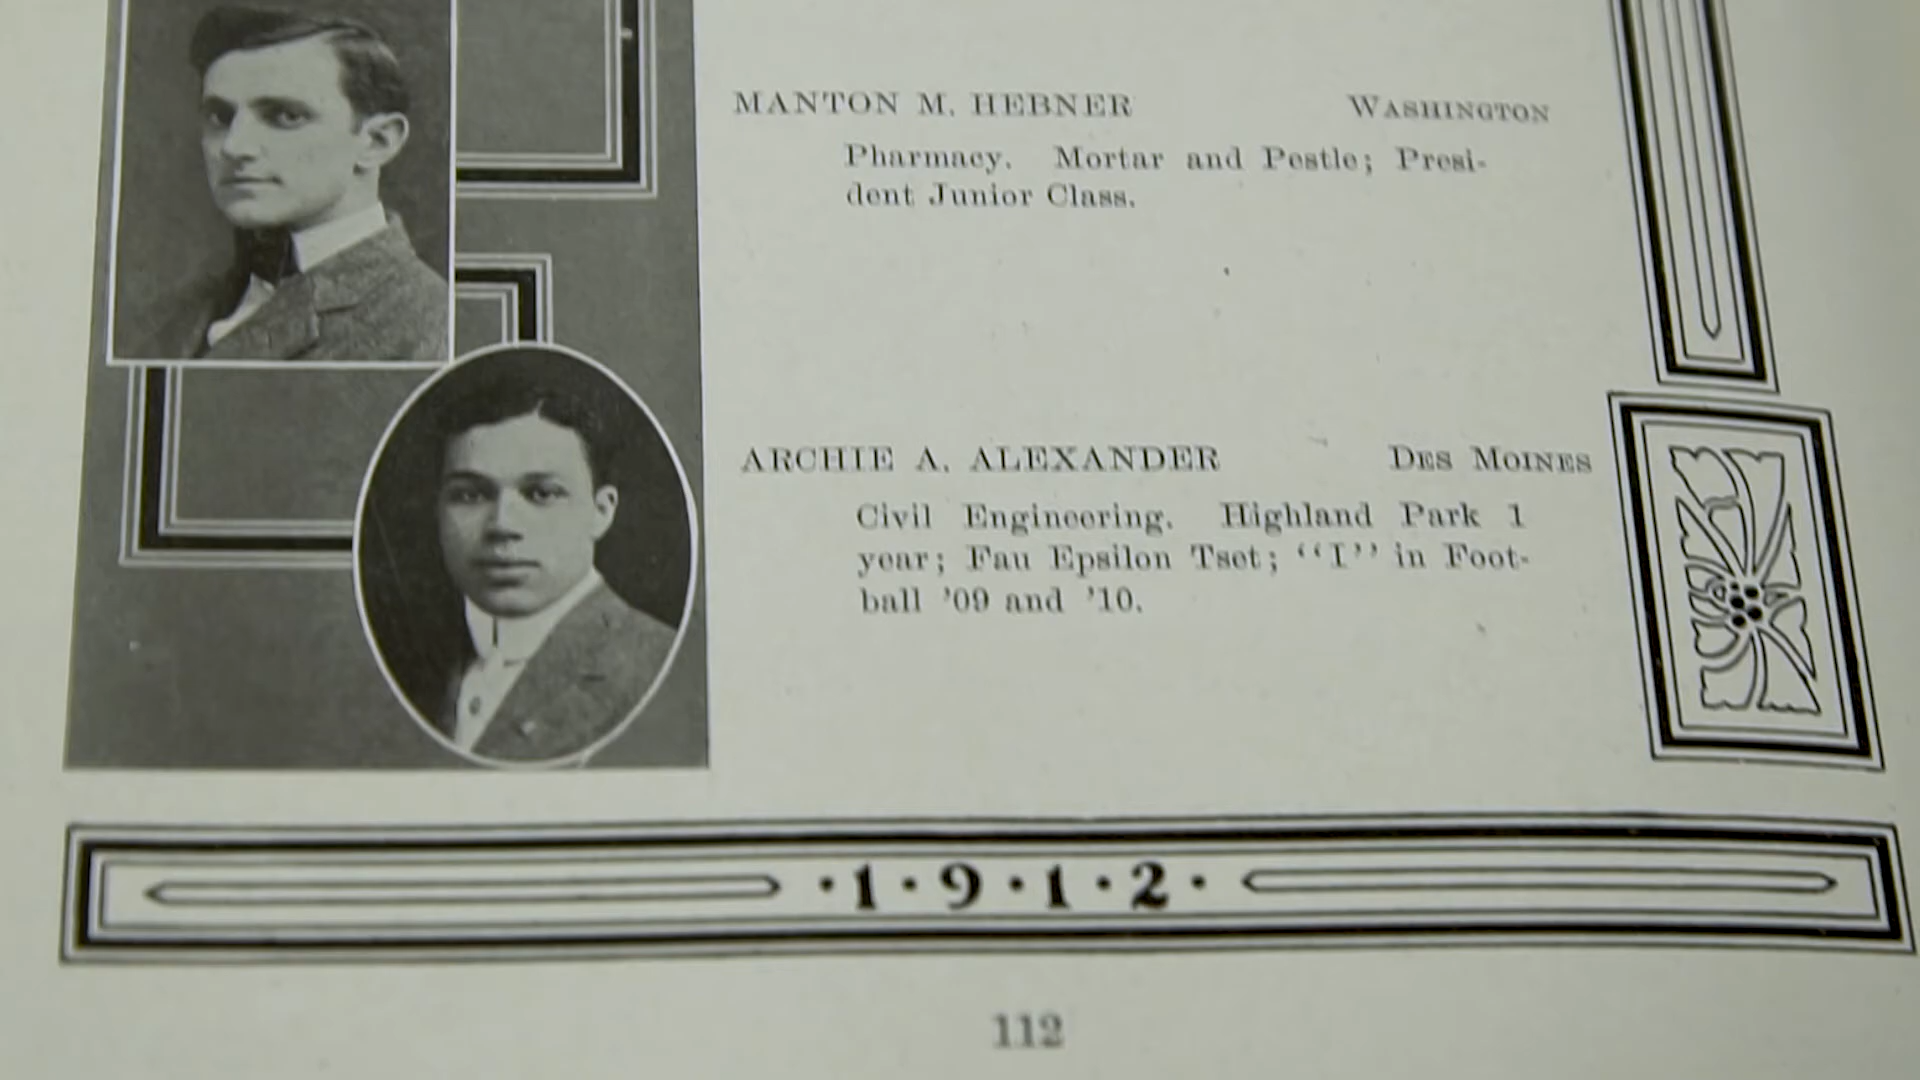 MANTON M. HEBNER WASHINGTON
Pharmacy. Mortar and Pestle; Presi-
dent Junior Class.
ARCHIE A. ALEXANDER DES MOINES
Civil Engineering. Highland Park 1
year; Fau Epsilon Tset; "I" in Foot-
ball '09 and '10.
·1·9·1·2·
112